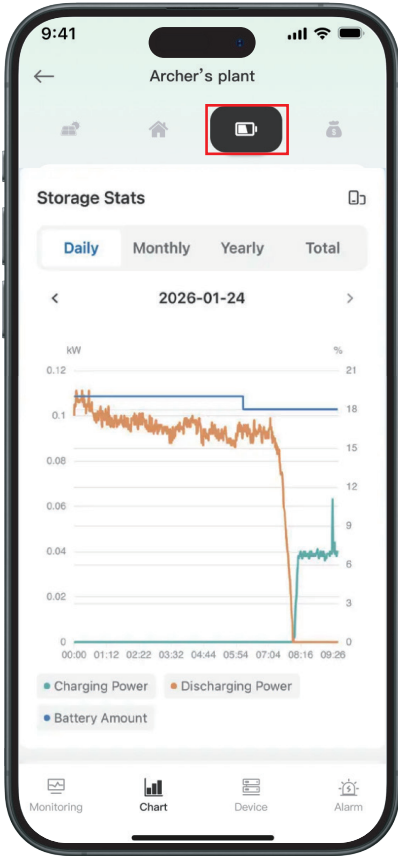 9:41
Archer's plant
Storage Stats
Daily Monthly Yearly Total
< 2026-01-24 >
kW %
0.12 21
0.1 18
15
0.08
12
0.06
9
0.04
6
0.02
3
0 0
00:00 01:12 02:22 03:32 04:44 05:54 07:04 08:16 09:26
Charging Power Discharging Power
Battery Amount
Monitoring Chart Device Alarm